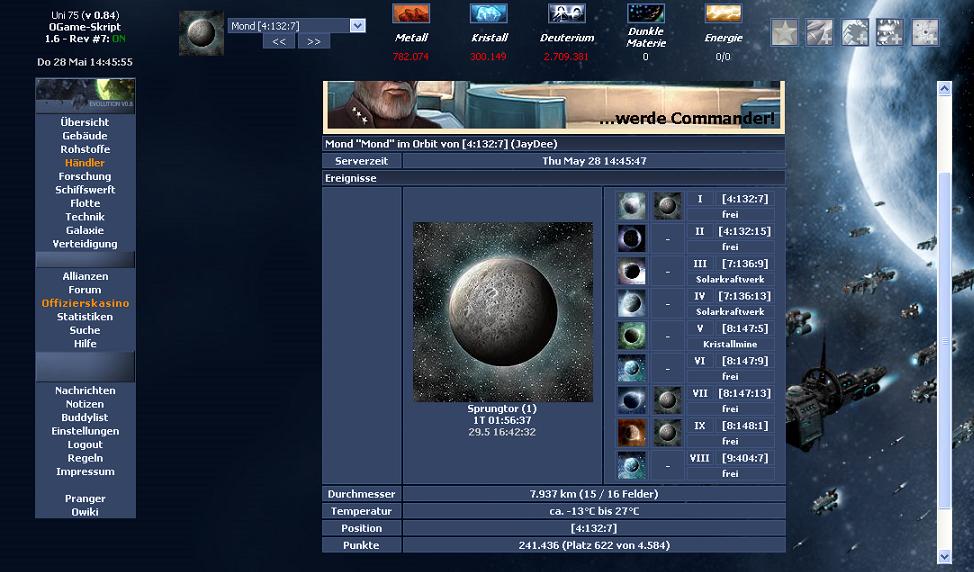 Uni 75 (v 0.84)
OGame-Skript
1.6 - Rev #7: ON
Do 28 Mai 14:45:55
Mond [4:132:7]
<< >>
Metall
782.074
Kristall
300.149
Deuterium
2.709.381
Dunkle
Materie
0
Energie
0/0
EVOLUTION V0.8
Übersicht
Gebäude
Rohstoffe
Händler
Forschung
Schiffswerft
Flotte
Technik
Galaxie
Verteidigung
Allianzen
Forum
Offizierskasino
Statistiken
Suche
Hilfe
Nachrichten
Notizen
Buddylist
Einstellungen
Logout
Regeln
Impressum
Pranger
Owiki
...werde Commander!
Mond "Mond" im Orbit von [4:132:7] (JayDee)
Serverzeit Thu May 28 14:45:47
Ereignisse
Sprungtor (1)
1T 01:56:37
29.5 16:42:32
I [4:132:7]
frei
- II [4:132:15]
frei
- III [7:136:9]
Solarkraftwerk
- IV [7:136:13]
Solarkraftwerk
- V [8:147:5]
Kristallmine
- VI [8:147:9]
frei
VII [8:147:13]
frei
IX [8:148:1]
frei
- VIII [9:404:7]
frei
Durchmesser 7.937 km (15 / 16 Felder)
Temperatur ca. -13°C bis 27°C
Position [4:132:7]
Punkte 241.436 (Platz 622 von 4.584)